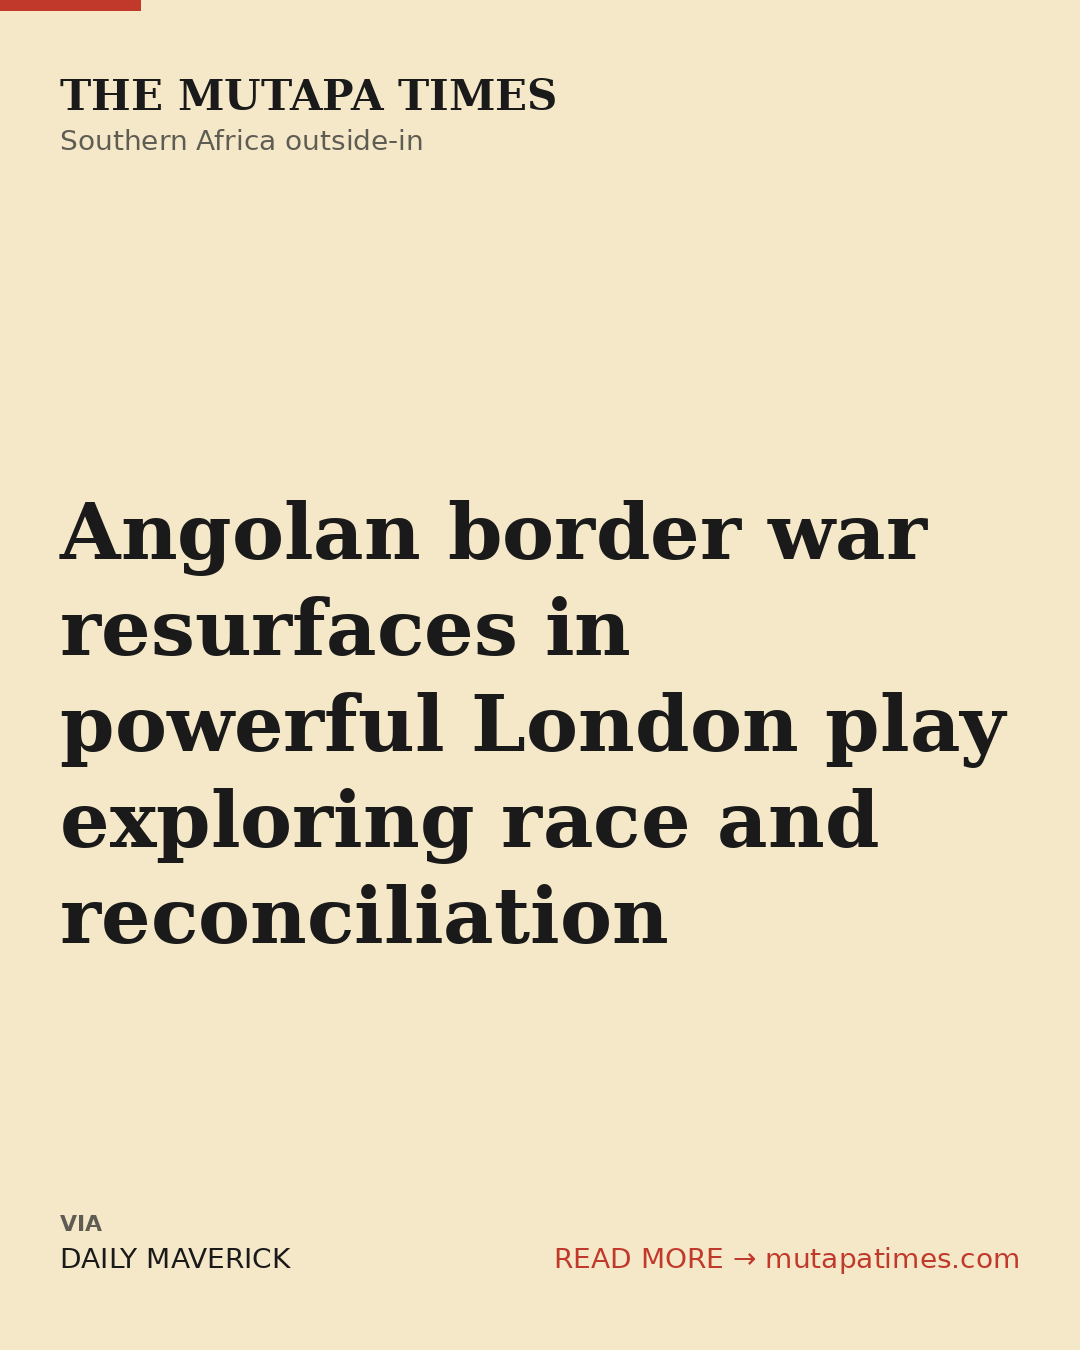 THE MUTAPA TIMES
Southern Africa outside-in
Angolan border war
resurfaces in
powerful London play
exploring race and
reconciliation
VIA
DAILY MAVERICK
READ MORE → mutapatimes.com